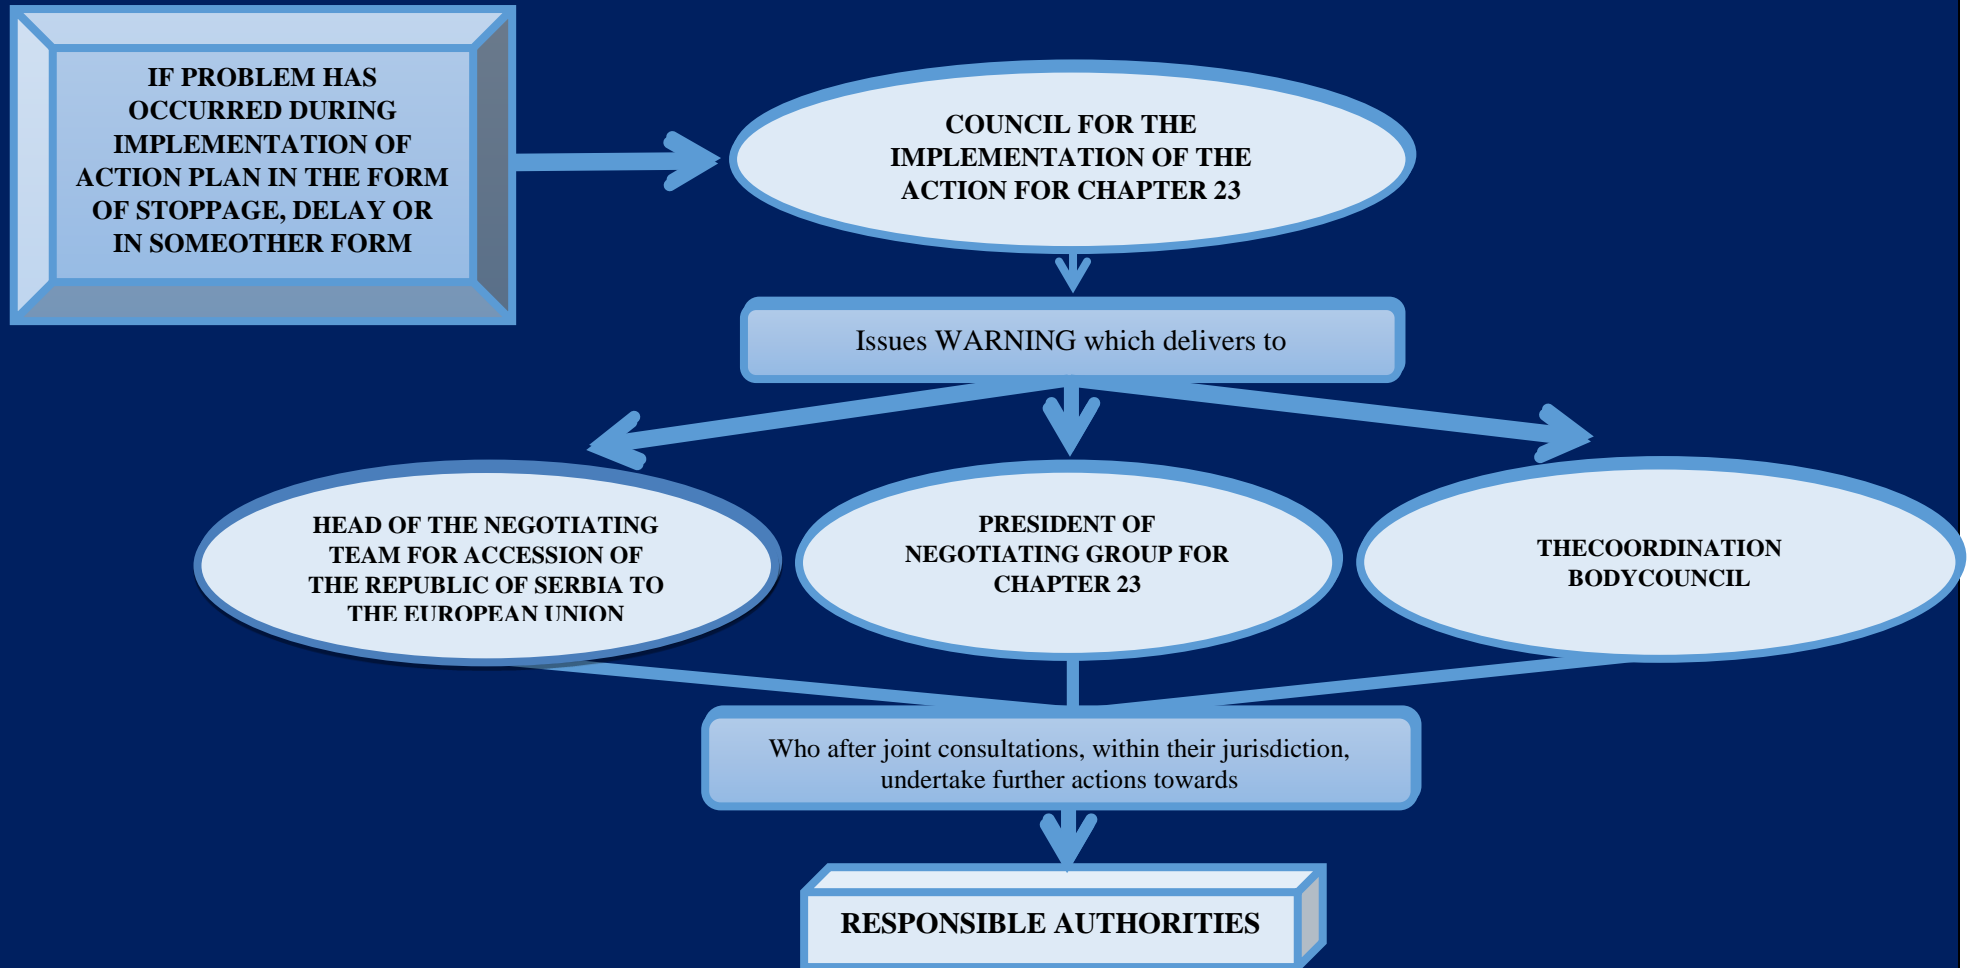 IF PROBLEM HAS
OCCURRED DURING
IMPLEMENTATION OF
ACTION PLAN IN THE FORM
OF STOPPAGE, DELAY OR
IN SOMEOTHER FORM
COUNCIL FOR THE
IMPLEMENTATION OF THE
ACTION FOR CHAPTER 23
Issues WARNING which delivers to
HEAD OF THE NEGOTIATING
TEAM FOR ACCESSION OF
THE REPUBLIC OF SERBIA TO
THE EUROPEAN UNION
PRESIDENT OF
NEGOTIATING GROUP FOR
CHAPTER 23
THECOORDINATION
BODYCOUNCIL
Who after joint consultations, within their jurisdiction,
undertake further actions towards
RESPONSIBLE AUTHORITIES